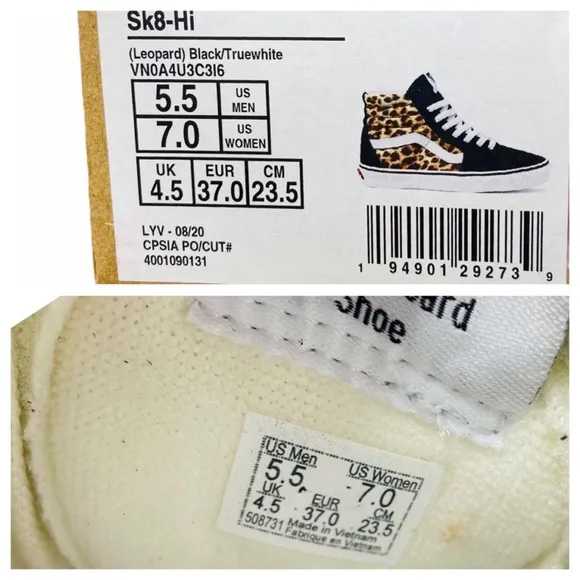 Sk8-Hi
(Leopard) Black/Truewhite
VN0A4U3C3I6
5.5 US MEN
7.0 US WOMEN
UK EUR CM
4.5 37.0 23.5
LYV - 08/20
CPSIA PO/CUT#
4001090131
1 94901 29273 9
Shoe
US Men US Women
5.5 7.0
UK EUR CM
4.5 37.0 23.5
508731 Made in Vietnam
Fabriqué en Vietnam